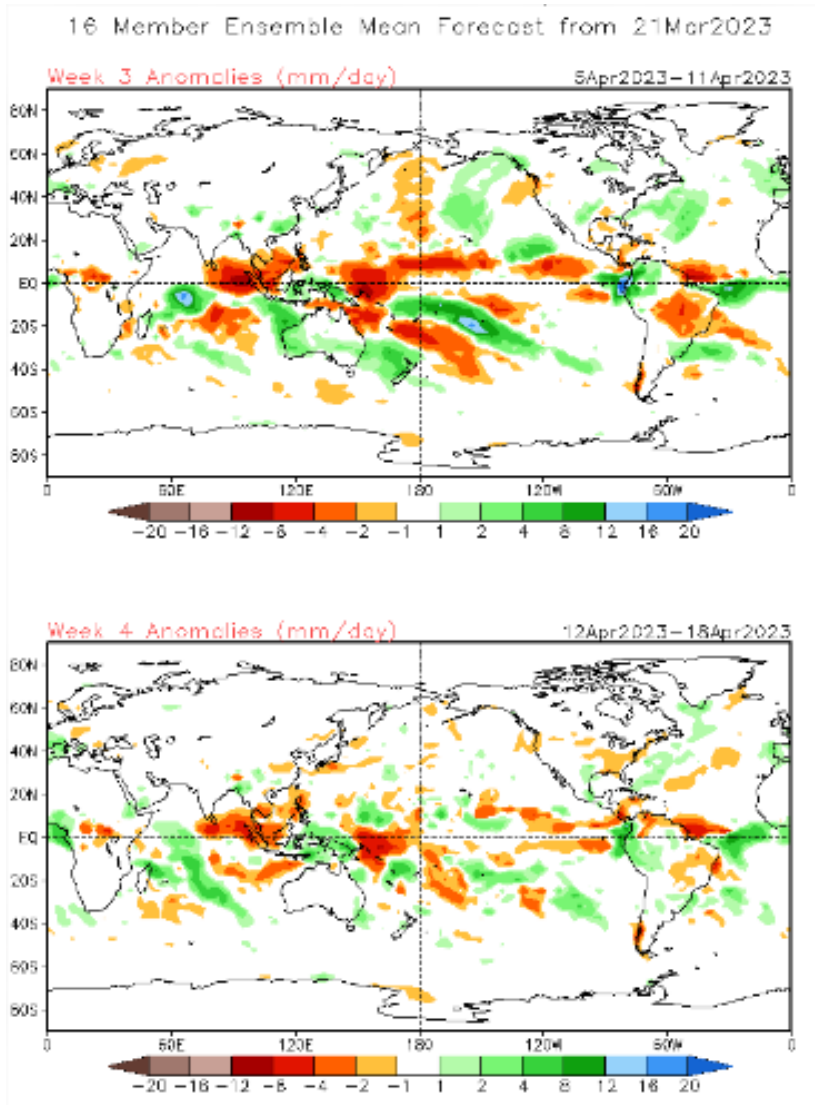 16 Member Ensemble Mean Forecast from 21Mar2023
Week 3 Anomalies (mm/day) 5Apr2023-11Apr2023
80N
60N
40N
20N
EQ
20S
40S
60S
80S
0 60E 120E 180 120W 60W 0
-20 -16 -12 -8 -4 -2 -1 1 2 4 8 12 16 20
Week 4 Anomalies (mm/day) 12Apr2023-18Apr2023
80N
60N
40N
20N
EQ
20S
40S
60S
80S
0 60E 120E 180 120W 60W 0
-20 -16 -12 -8 -4 -2 -1 1 2 4 8 12 16 20